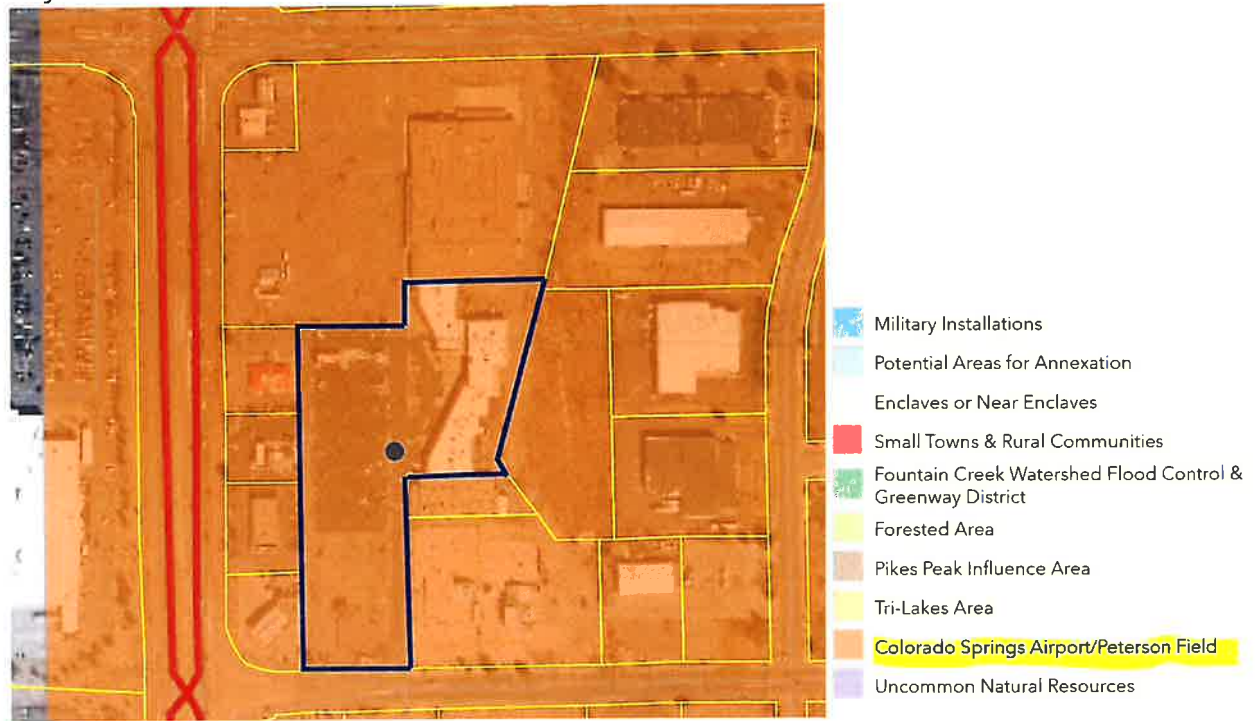 Military Installations
Potential Areas for Annexation
Enclaves or Near Enclaves
Small Towns & Rural Communities
Fountain Creek Watershed Flood Control &
Greenway District
Forested Area
Pikes Peak Influence Area
Tri-Lakes Area
Colorado Springs Airport/Peterson Field
Uncommon Natural Resources